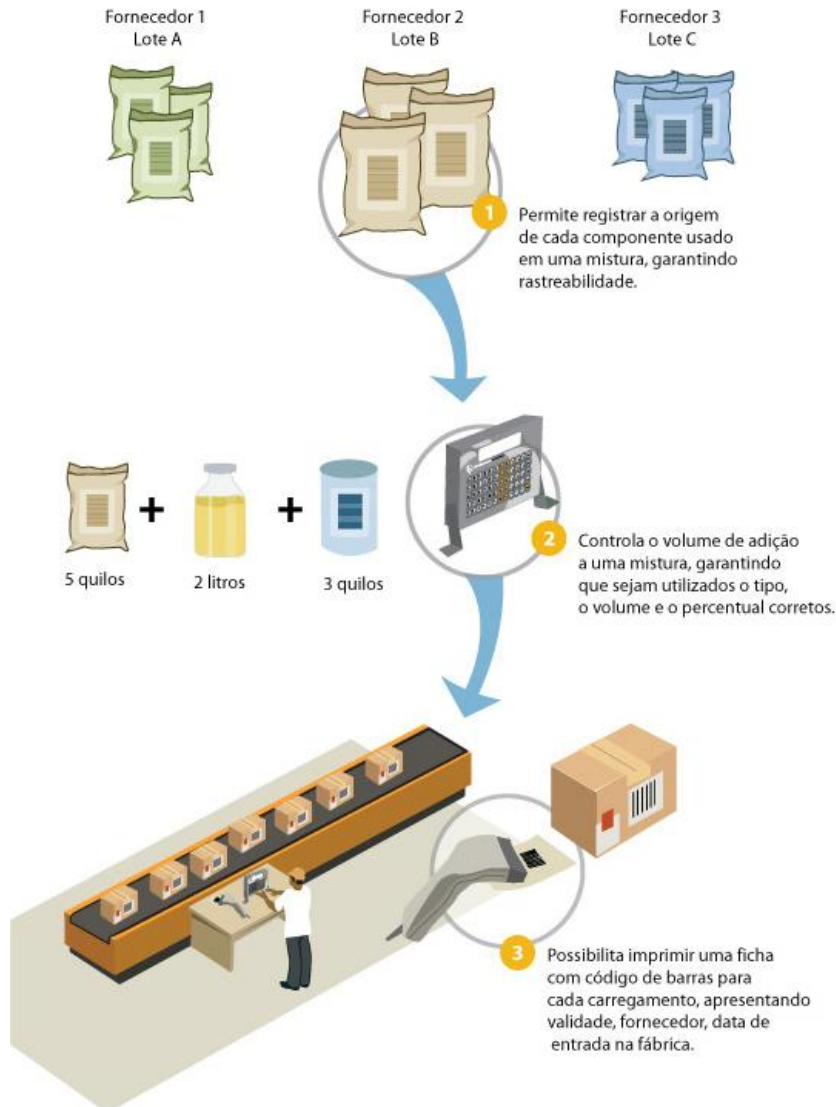 Fornecedor 1
Lote A
Fornecedor 2
Lote B
Fornecedor 3
Lote C
1
Permite registrar a origem
de cada componente usado
em uma mistura, garantindo
rastreabilidade.
+
+
5 quilos
2 litros
3 quilos
2
Controla o volume de adição
a uma mistura, garantindo
que sejam utilizados o tipo,
o volume e o percentual corretos.
3
Possibilita imprimir uma ficha
com código de barras para
cada carregamento, apresentando
validade, fornecedor, data de
entrada na fábrica.